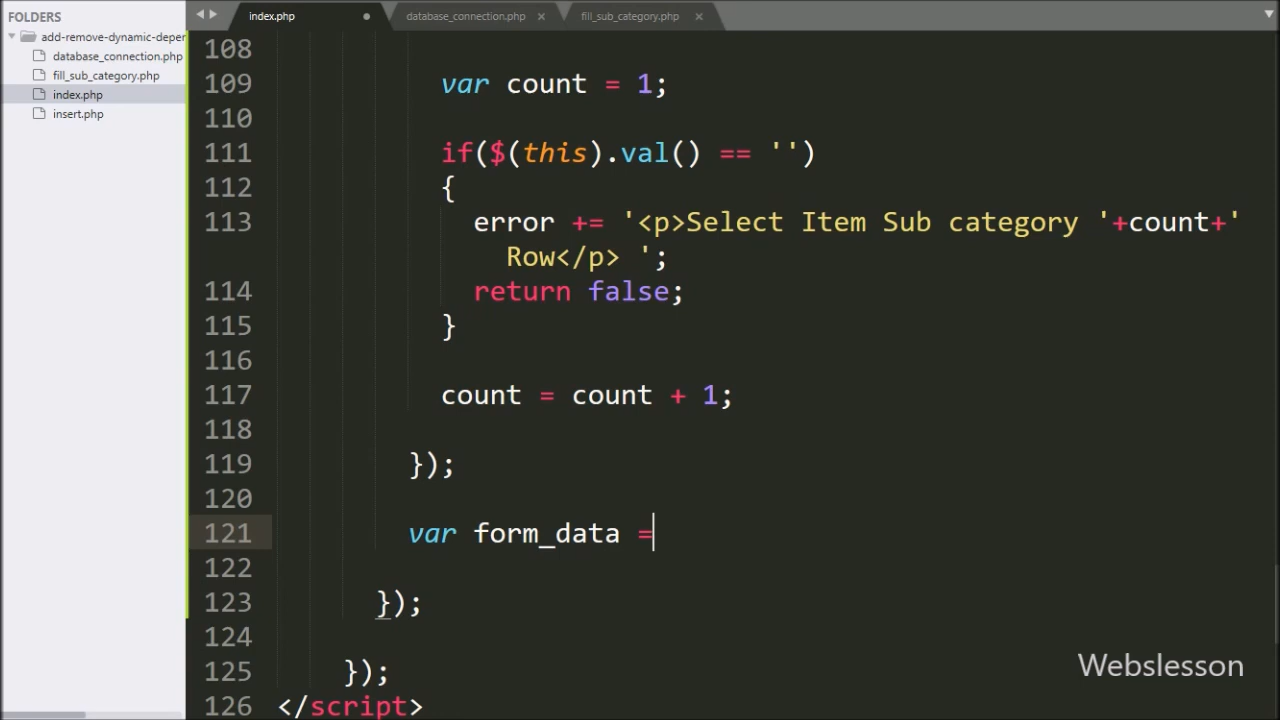 FOLDERS
add-remove-dynamic-deper
database_connection.php
fill_sub_category.php
index.php
insert.php
index.php
database_connection.php
fill_sub_category.php
108
109 var count = 1;
110
111 if($(this).val() == '')
112 {
113 error += '<p>Select Item Sub category '+count+'
Row</p> ';
114 return false;
115 }
116
117 count = count + 1;
118
119 });
120
121 var form_data =
122
123 });
124
125 });
126 </script>
Webslesson